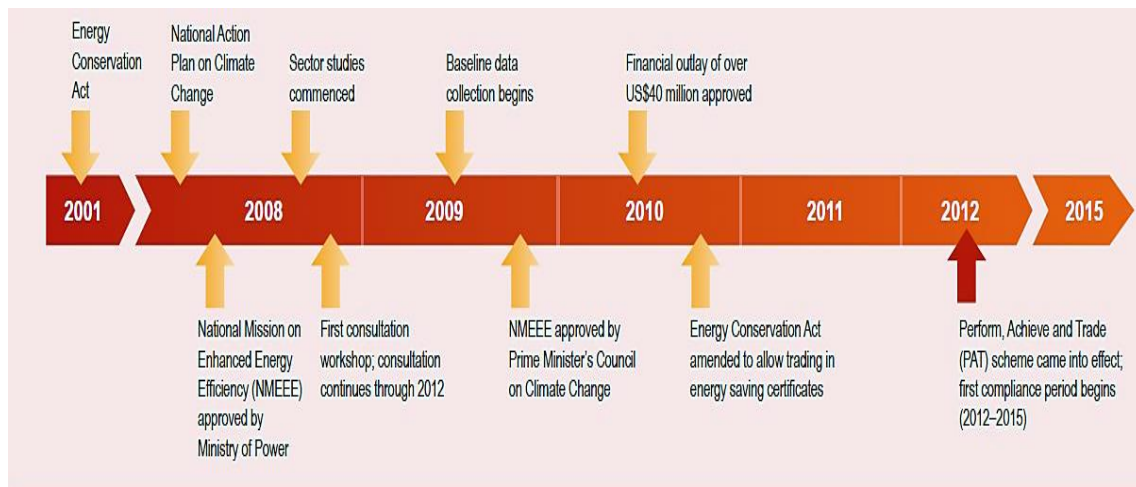 Energy
Conservation
Act
National Action
Plan on Climate
Change
Sector studies
commenced
Baseline data
collection begins
Financial outlay of over
US$40 million approved
2001
2008
2009
2010
2011
2012
2015
National Mission on
Enhanced Energy
Efficiency (NMEEE)
approved by
Ministry of Power
First consultation
workshop; consultation
continues through 2012
NMEEE approved by
Prime Minister's Council
on Climate Change
Energy Conservation Act
amended to allow trading in
energy saving certificates
Perform, Achieve and Trade
(PAT) scheme came into effect;
first compliance period begins
(2012–2015)